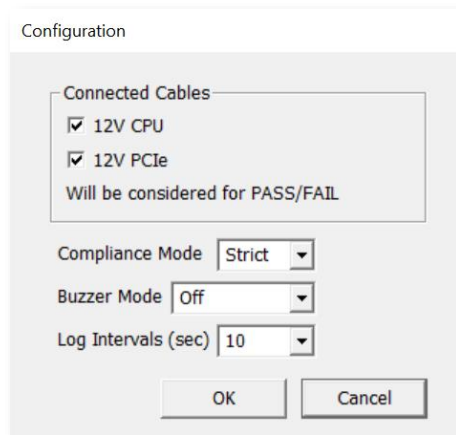 Configuration
Connected Cables
12V CPU
12V PCIe
Will be considered for PASS/FAIL
Compliance Mode Strict
Buzzer Mode Off
Log Intervals (sec) 10
OK Cancel